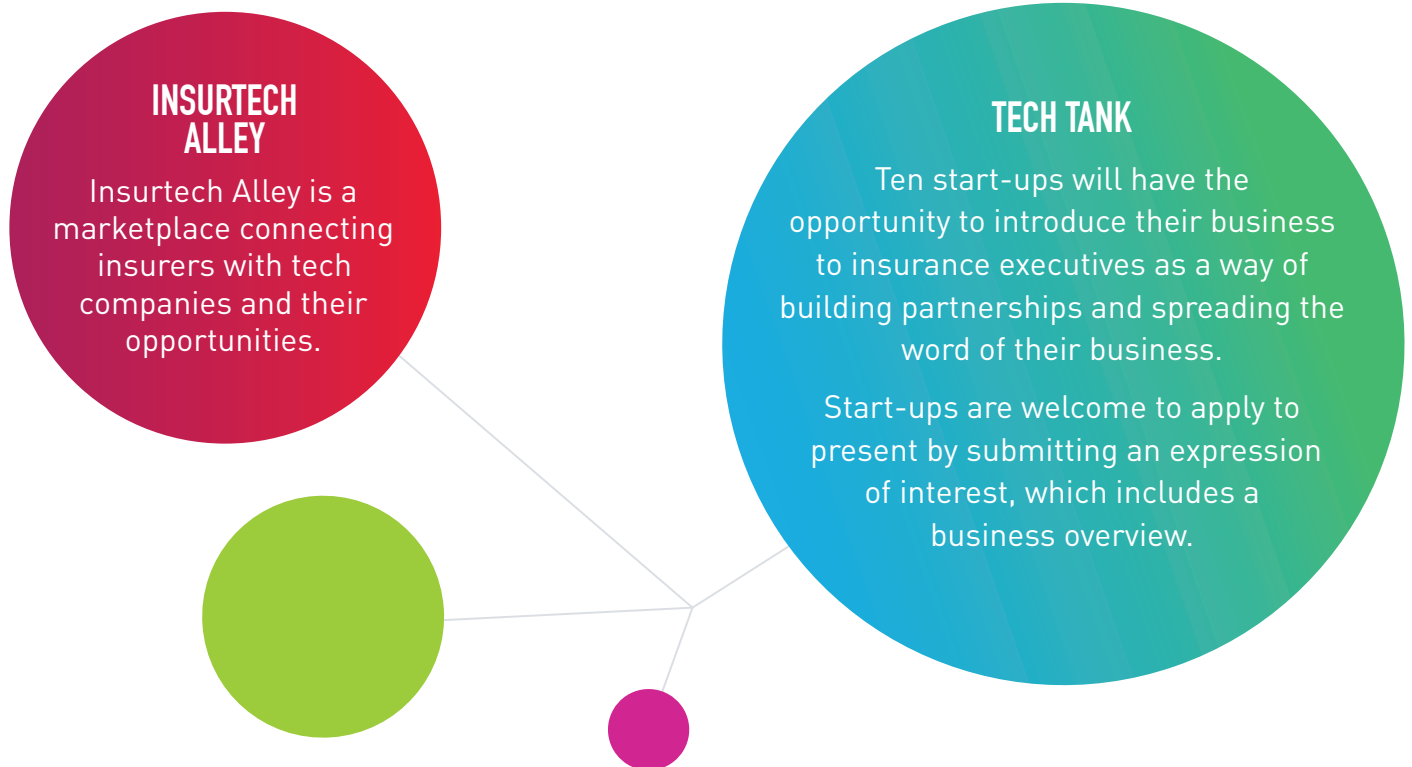 INSURTECH
ALLEY
Insurtech Alley is a
marketplace connecting
insurers with tech
companies and their
opportunities.
TECH TANK
Ten start-ups will have the
opportunity to introduce their business
to insurance executives as a way of
building partnerships and spreading the
word of their business.
Start-ups are welcome to apply to
present by submitting an expression
of interest, which includes a
business overview.